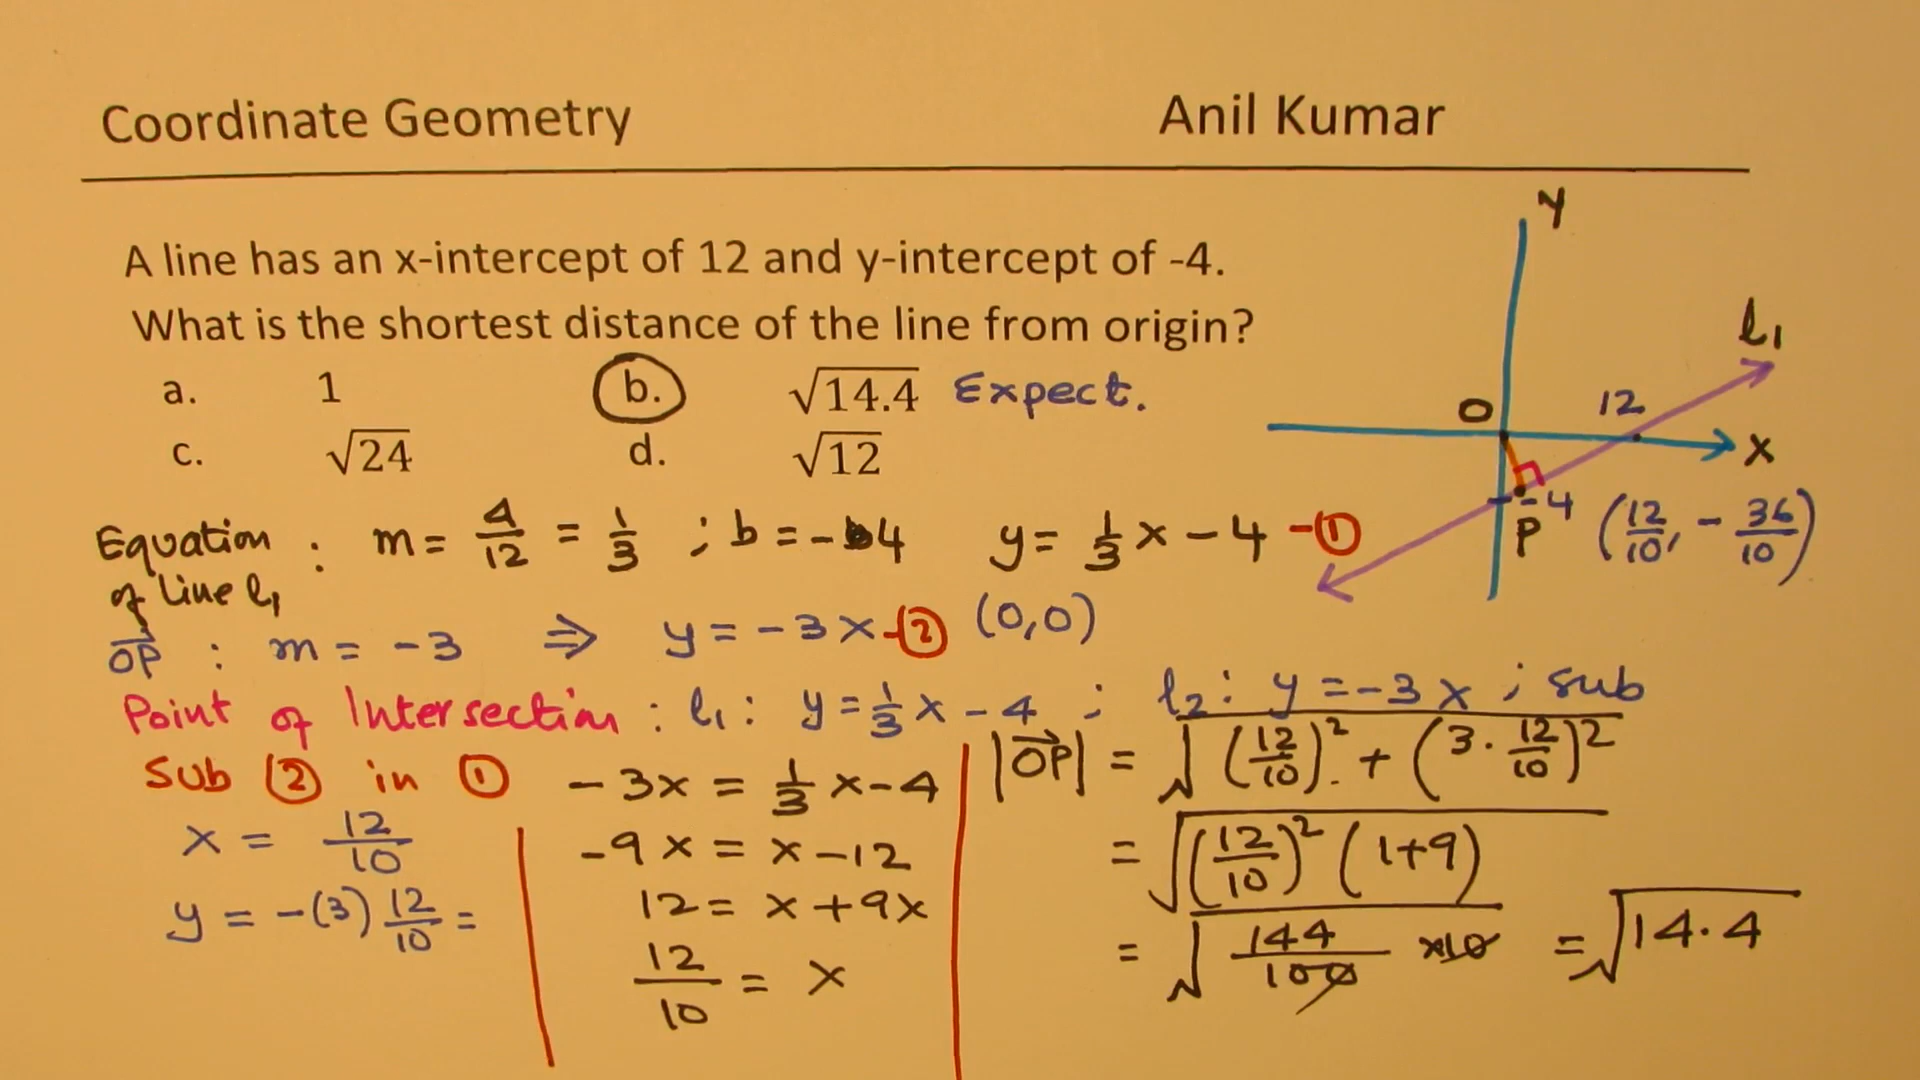 Coordinate Geometry Anil Kumar
A line has an x-intercept of 12 and y-intercept of -4.
What is the shortest distance of the line from origin?
a. 1 b. √14.4 Expect.
c. √24 d. √12
y
l₁
O 12
x
-4
P (12/10, -36/10)
Equation of line l₁ : m = 4/12 = 1/3 ; b = -4 y = 1/3 x - 4 -①
OP : m = -3 ⇒ y = -3x -② (0,0)
Point of Intersection : l₁ : y = 1/3 x - 4 ; l₂ : y = -3x ; sub
Sub ② in ①
x = 12/10
y = -(3) 12/10 =
-3x = 1/3 x - 4
-9x = x - 12
12 = x + 9x
12/10 = x
|OP| = √((12/10)² + (3 · 12/10)²)
= √((12/10)² (1+9))
= √(144/100 x10) = √14.4